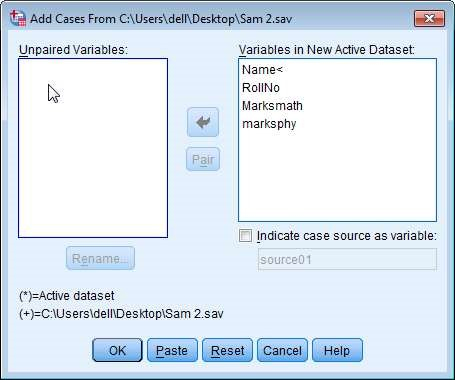 Add Cases From C:\Users\dell\Desktop\Sam 2.sav
Unpaired Variables:
Variables in New Active Dataset:
Name<
RollNo
Marksmath
marksphy
Pair
Indicate case source as variable:
Rename...
source01
(*)=Active dataset
(+)=C:\Users\dell\Desktop\Sam 2.sav
OK
Paste
Reset
Cancel
Help